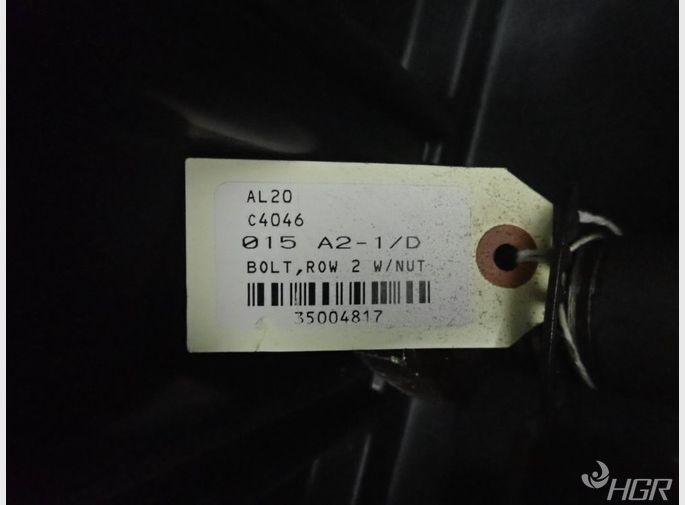 AL20
C4046
015 A2-1/D
BOLT,ROW 2 W/NUT
35004817
HGR